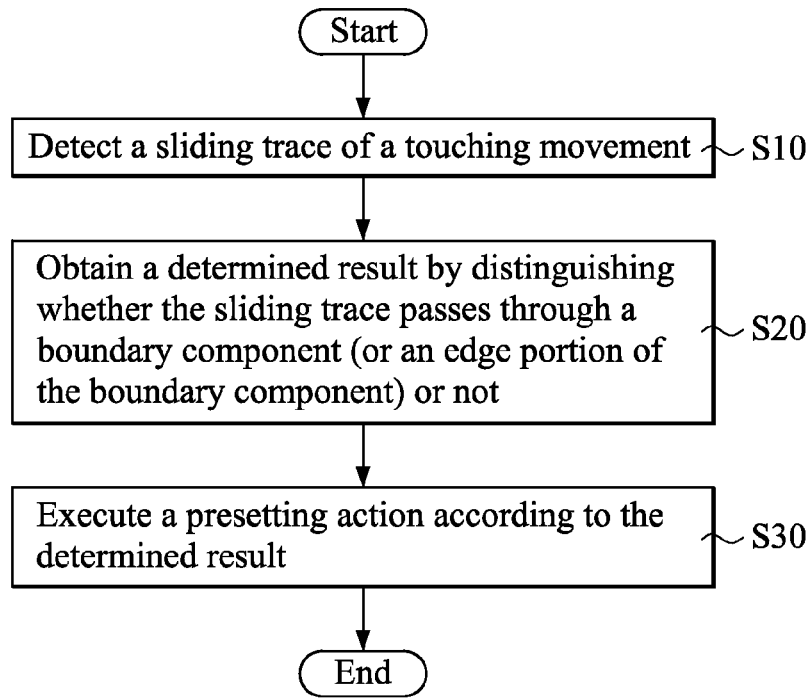 Start
Detect a sliding trace of a touching movement
S10
Obtain a determined result by distinguishing
whether the sliding trace passes through a
boundary component (or an edge portion of
the boundary component) or not
S20
Execute a presetting action according to the
determined result
S30
End